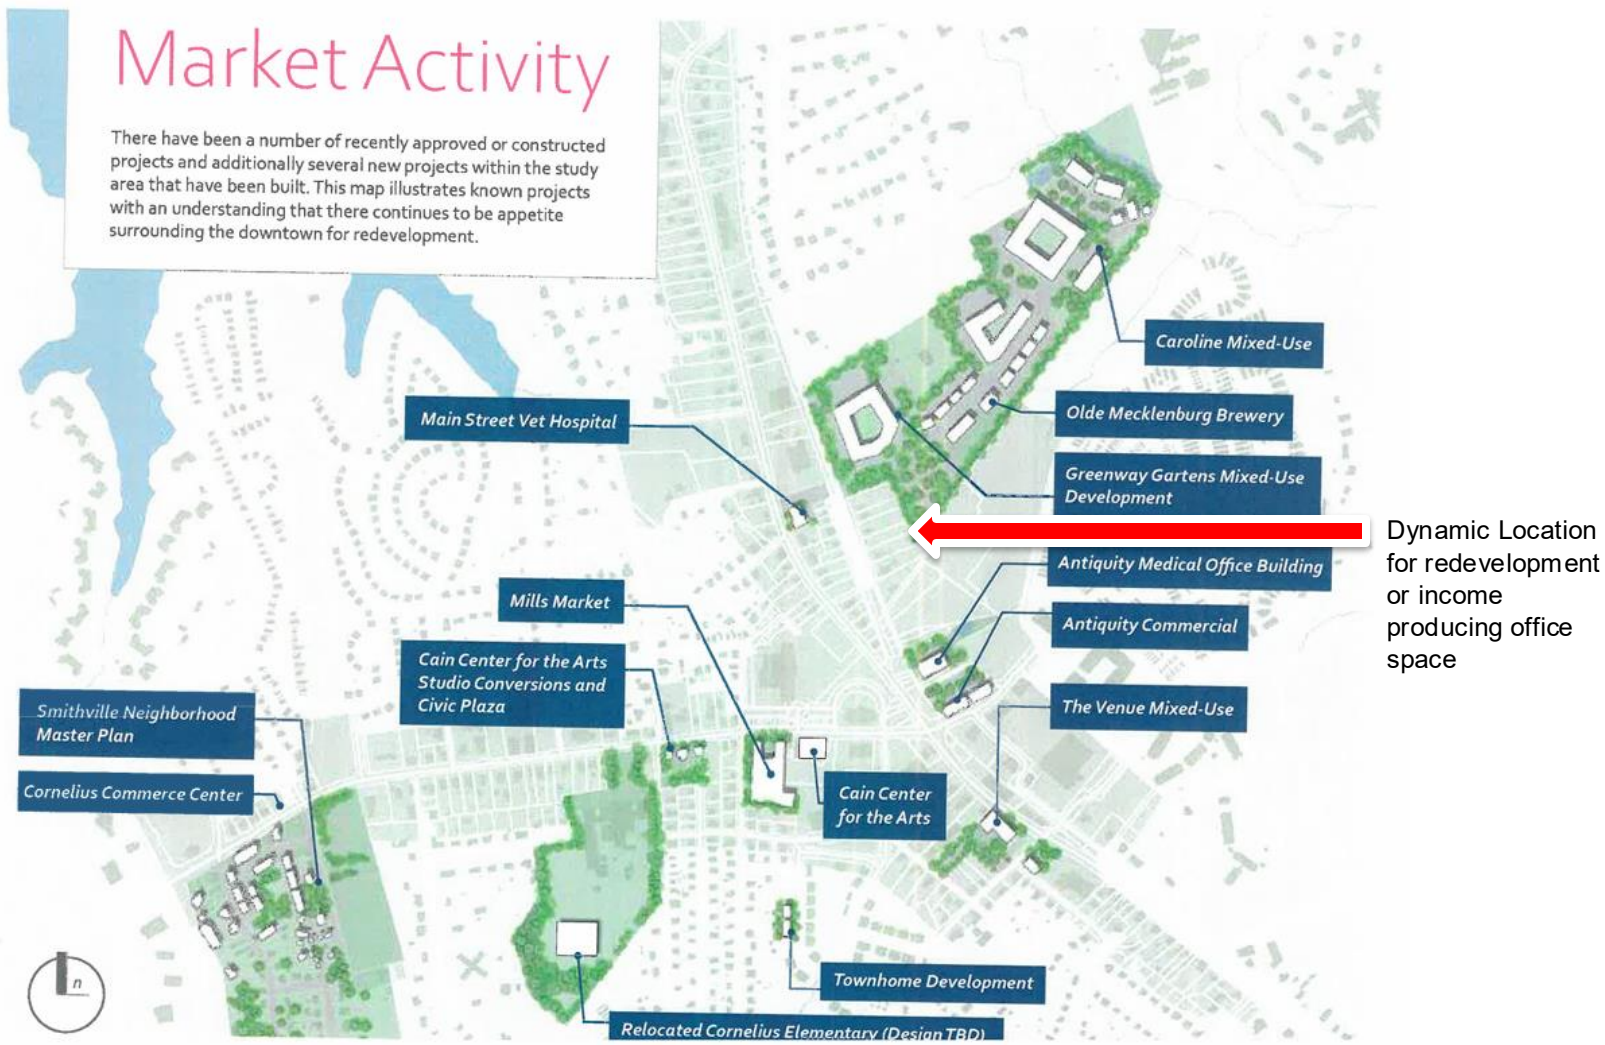 Market Activity
There have been a number of recently approved or constructed
projects and additionally several new projects within the study
area that have been built. This map illustrates known projects
with an understanding that there continues to be appetite
surrounding the downtown for redevelopment.
Caroline Mixed-Use
Main Street Vet Hospital
Olde Mecklenburg Brewery
Greenway Gartens Mixed-Use
Development
Dynamic Location
for redevelopment
or income
producing office
space
Antiquity Medical Office Building
Mills Market
Antiquity Commercial
Cain Center for the Arts
Studio Conversions and
Civic Plaza
The Venue Mixed-Use
Smithville Neighborhood
Master Plan
Cornelius Commerce Center
Cain Center
for the Arts
Townhome Development
Relocated Cornelius Elementary (Design TBD)
n